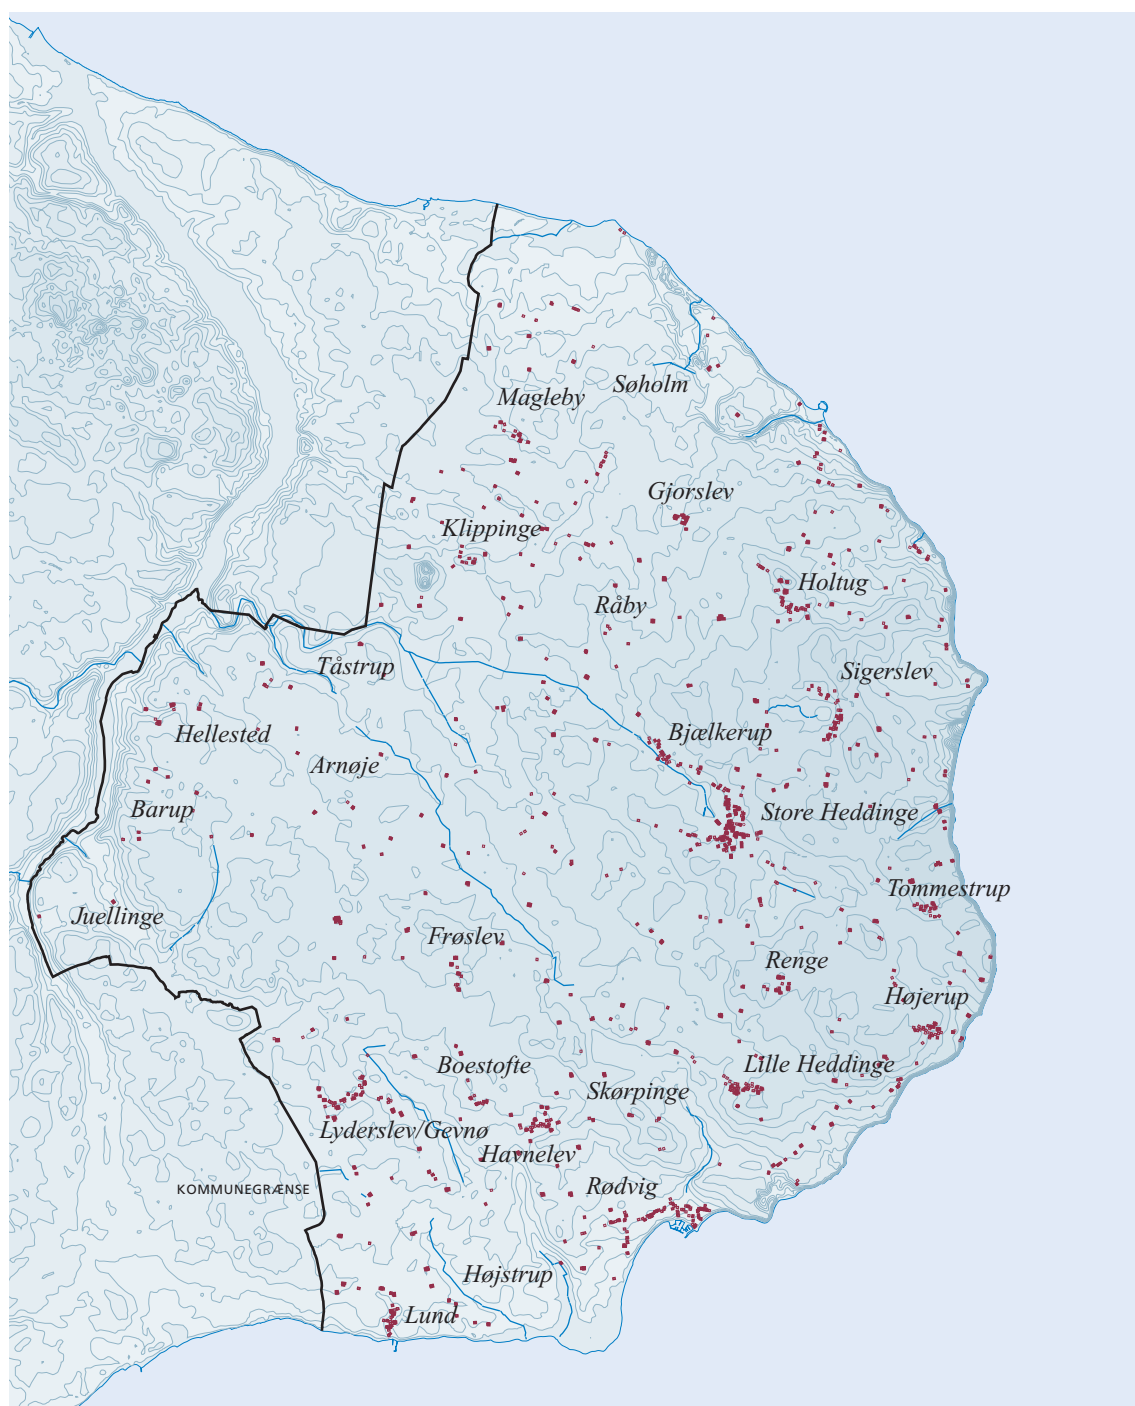 Søholm
Magleby
Gjorslev
Klippinge
Holtug
Råby
Tåstrup
Sigerslev
Hellested
Bjælkerup
Arnøje
Barup
Store Heddinge
Tommestrup
Juellinge
Frøslev
Renge
Højerup
Boestofte
Lille Heddinge
Skørpinge
Lyderslev/Gevnø
Havnelev
KOMMUNEGRÆNSE
Rødvig
Højstrup
Lund